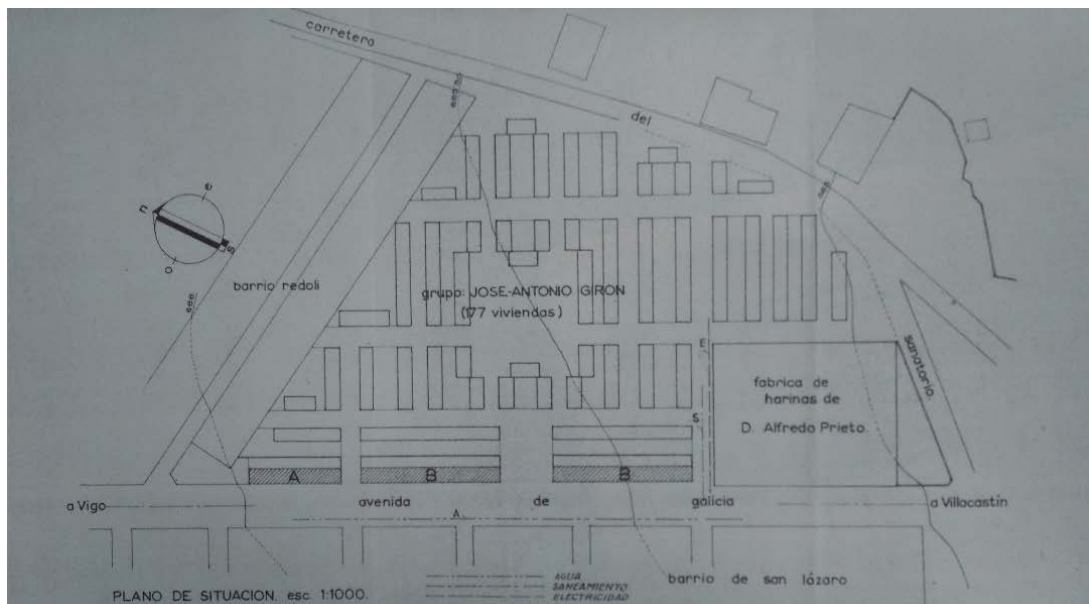 carretera
del
n
e
s
o
barrio redoli
grupo: JOSE-ANTONIO GIRON
(177 viviendas)
E
sanatorio.
fabrica de
harinas de
D. Alfredo Prieto.
S
A
B
B
a Vigo
avenida de galicia
a Villacastín
A
AGUA
SANEAMIENTO
ELECTRICIDAD
barrio de san lázaro
PLANO DE SITUACION. esc. 1:1000.